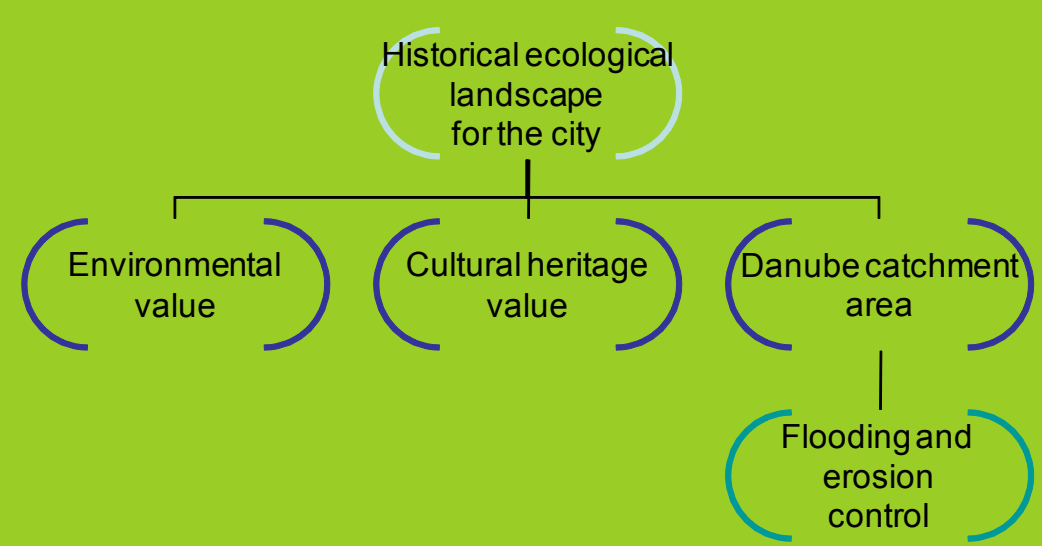 Historical ecological
landscape
for the city
Environmental
value
Cultural heritage
value
Danube catchment
area
Flooding and
erosion
control